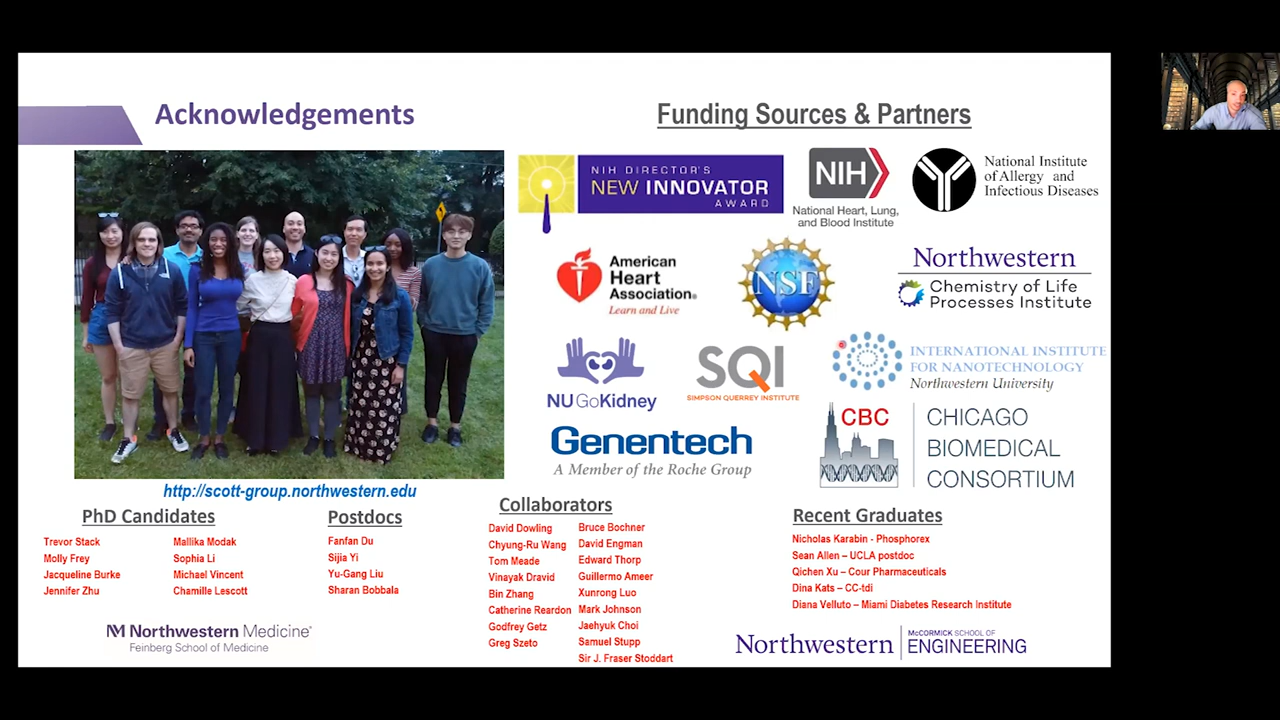 Acknowledgements
Funding Sources & Partners
NIH DIRECTOR'S
NEW INNOVATOR
AWARD
NIH
National Heart, Lung,
and Blood Institute
National Institute
of Allergy and
Infectious Diseases
American
Heart
Association®
Learn and Live
NSF
Northwestern
Chemistry of Life
Processes Institute
NU GoKidney
SQI
SIMPSON QUERREY INSTITUTE
INTERNATIONAL INSTITUTE
FOR NANOTECHNOLOGY
Northwestern University
Genentech
A Member of the Roche Group
CBC
CHICAGO
BIOMEDICAL
CONSORTIUM
http://scott-group.northwestern.edu
PhD Candidates
Trevor Stack
Molly Frey
Jacqueline Burke
Jennifer Zhu
Mallika Modak
Sophia Li
Michael Vincent
Chamille Lescott
Postdocs
Fanfan Du
Sijia Yi
Yu-Gang Liu
Sharan Bobbala
Collaborators
David Dowling
Chyung-Ru Wang
Tom Meade
Vinayak Dravid
Bin Zhang
Catherine Reardon
Godfrey Getz
Greg Szeto
Bruce Bochner
David Engman
Edward Thorp
Guillermo Ameer
Xunrong Luo
Mark Johnson
Jaehyuk Choi
Samuel Stupp
Sir J. Fraser Stoddart
Recent Graduates
Nicholas Karabin - Phosphorex
Sean Allen – UCLA postdoc
Qichen Xu – Cour Pharmaceuticals
Dina Kats – CC-tdi
Diana Velluto – Miami Diabetes Research Institute
M Northwestern Medicine®
Feinberg School of Medicine
Northwestern
McCORMICK SCHOOL OF
ENGINEERING